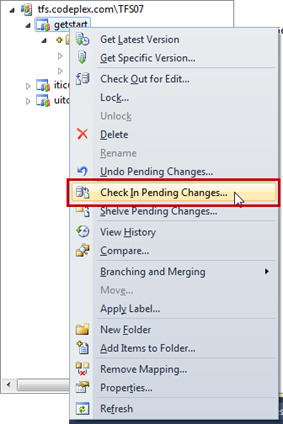 tfs.codeplex.com\TFS07
getstart
Get Latest Version
Get Specific Version...
Check Out for Edit...
Lock...
Unlock
Delete
Rename
Undo Pending Changes...
Check In Pending Changes...
Shelve Pending Changes...
View History
Compare...
Branching and Merging
Move...
Apply Label...
New Folder
Add Items to Folder...
Remove Mapping...
Properties...
Refresh